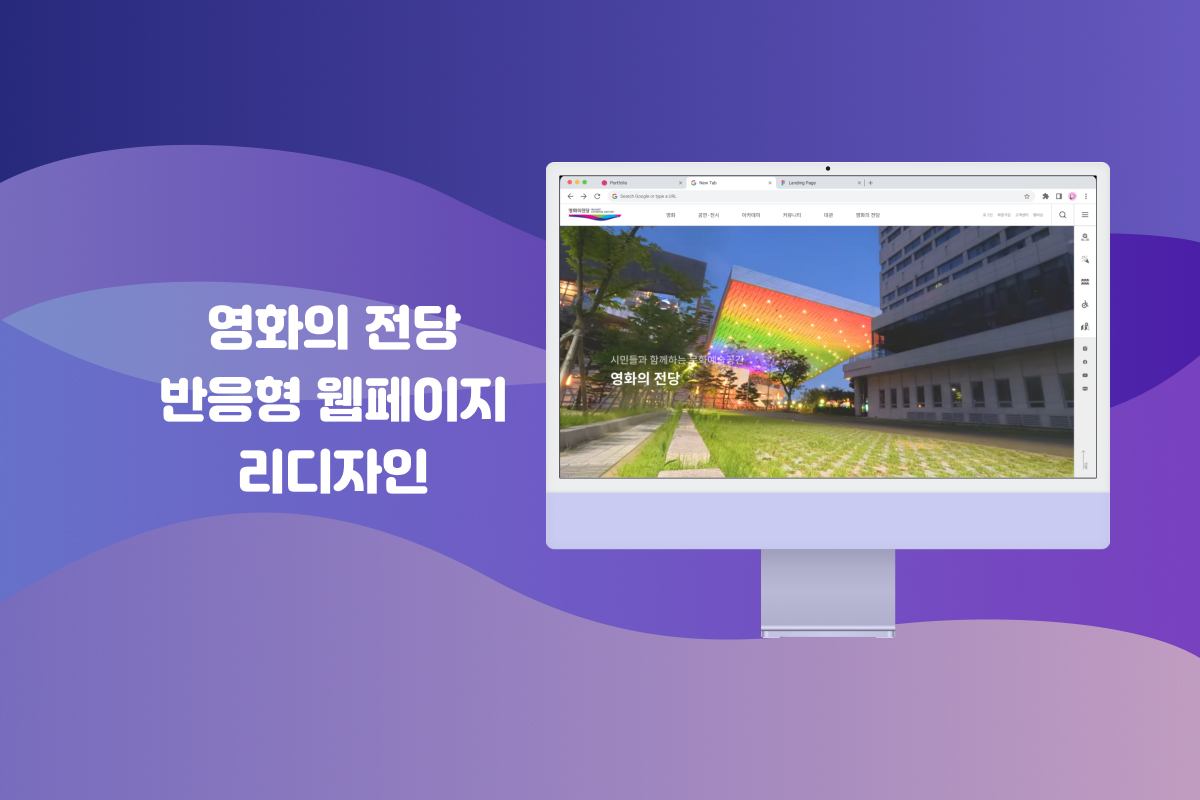 영화의 전당
반응형 웹페이지
리디자인
Portfolio
New Tab
Landing Page
Search Google or type a URL
영화의전당
영화 공연·전시 아카데미 커뮤니티 대관 영화의 전당
로그인 회원가입 고객센터 멤버십
시민들과 함께하는 문화예술공간
영화의 전당